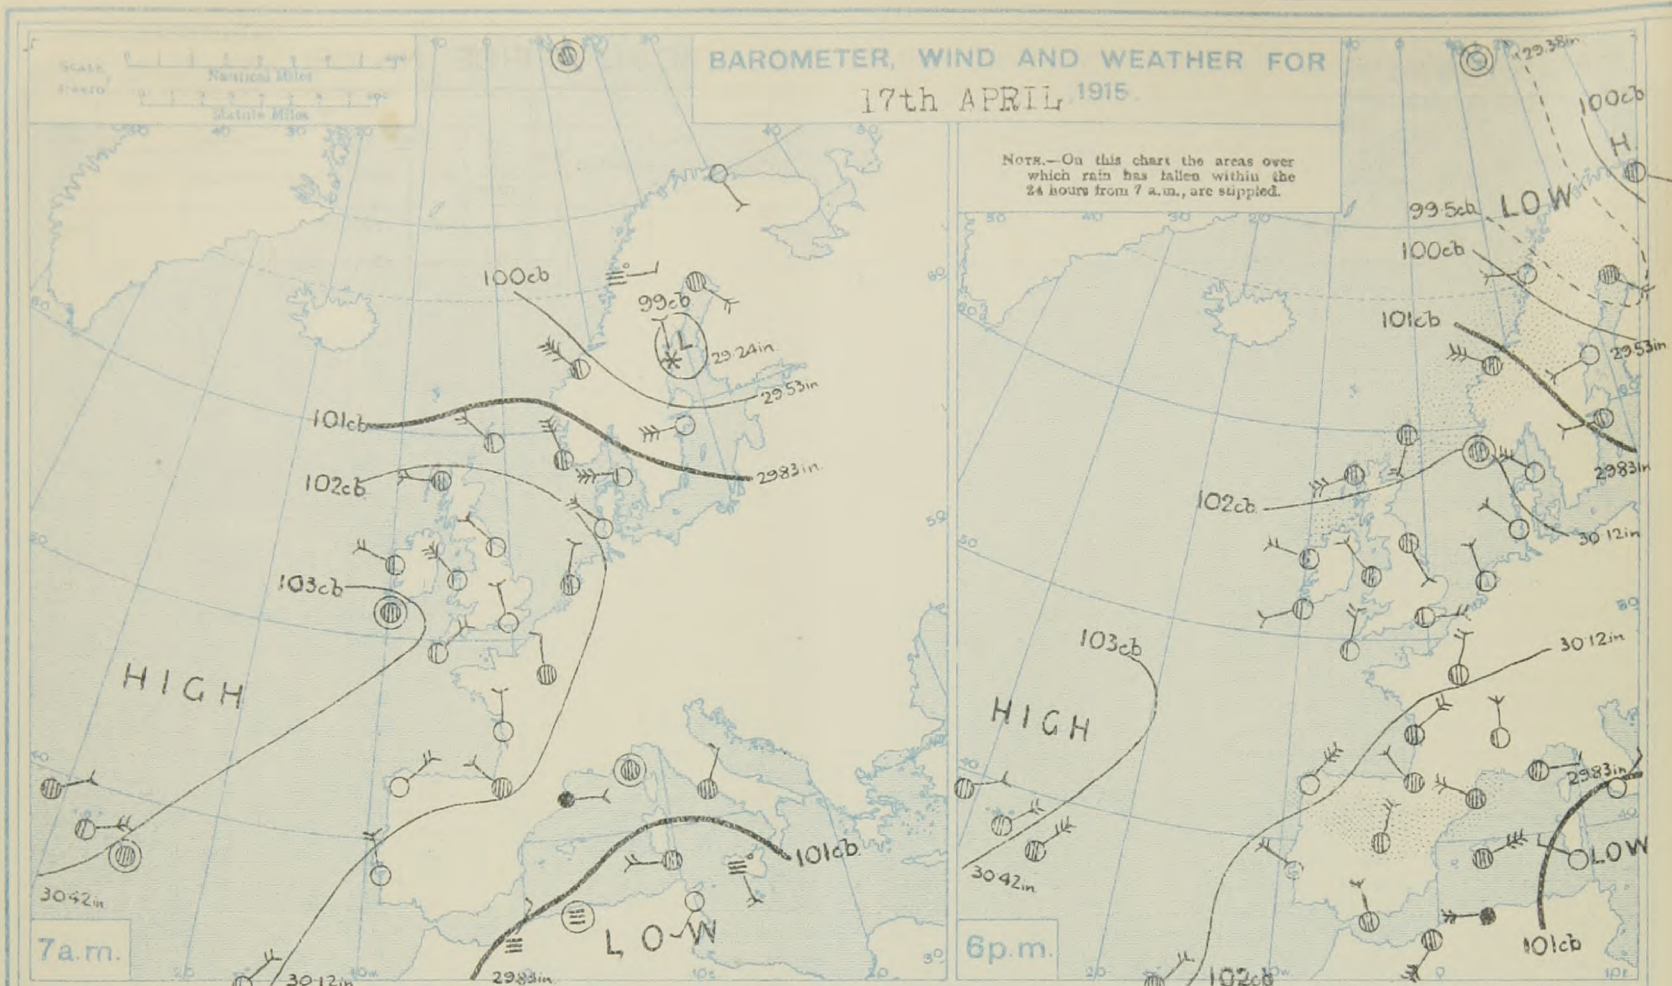 BAROMETER, WIND AND WEATHER FOR
17th APRIL, 1915.
Nautical Miles
Statute Miles
NOTE.—On this chart the areas over
which rain has fallen within the
24 hours from 7 a.m., are stippled.
100cb
99cb
L
29.24in
29.53in
101cb
29.83in
102cb
103cb
HIGH
30.42in
101cb
LOW
7a.m.
30.12in
29.83in
29.38in
100cb
H
99.5cb
LOW
100cb
101cb
29.53in
29.83in
102cb
30.12in
103cb
30.12in
HIGH
29.83in
LOW
30.42in
101cb
6p.m.
102cb